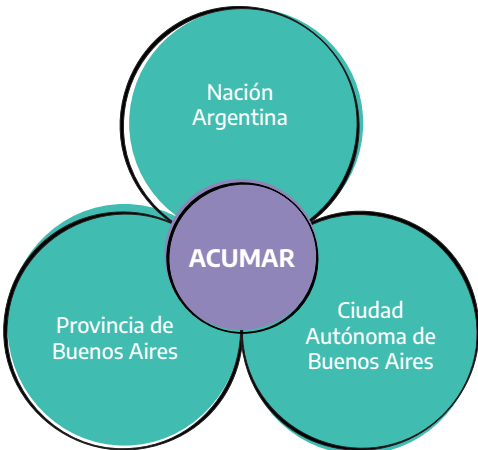 Nación
Argentina
ACUMAR
Provincia de
Buenos Aires
Ciudad
Autónoma de
Buenos Aires